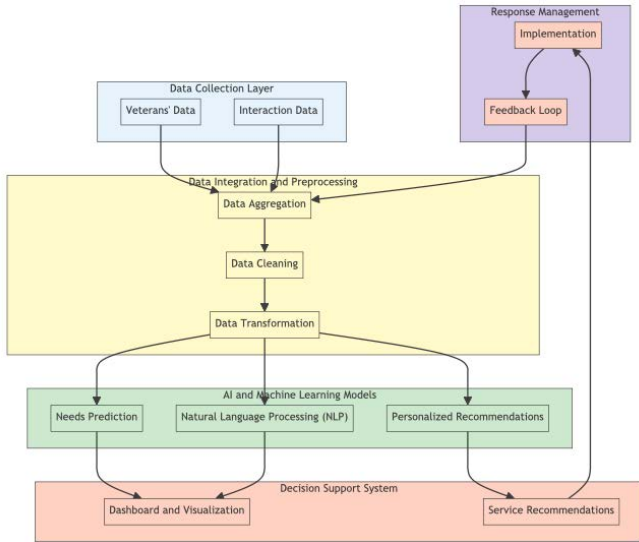 Response Management
Implementation
Data Collection Layer
Veterans' Data
Interaction Data
Feedback Loop
Data Integration and Preprocessing
Data Aggregation
Data Cleaning
Data Transformation
AI and Machine Learning Models
Needs Prediction
Natural Language Processing (NLP)
Personalized Recommendations
Decision Support System
Dashboard and Visualization
Service Recommendations